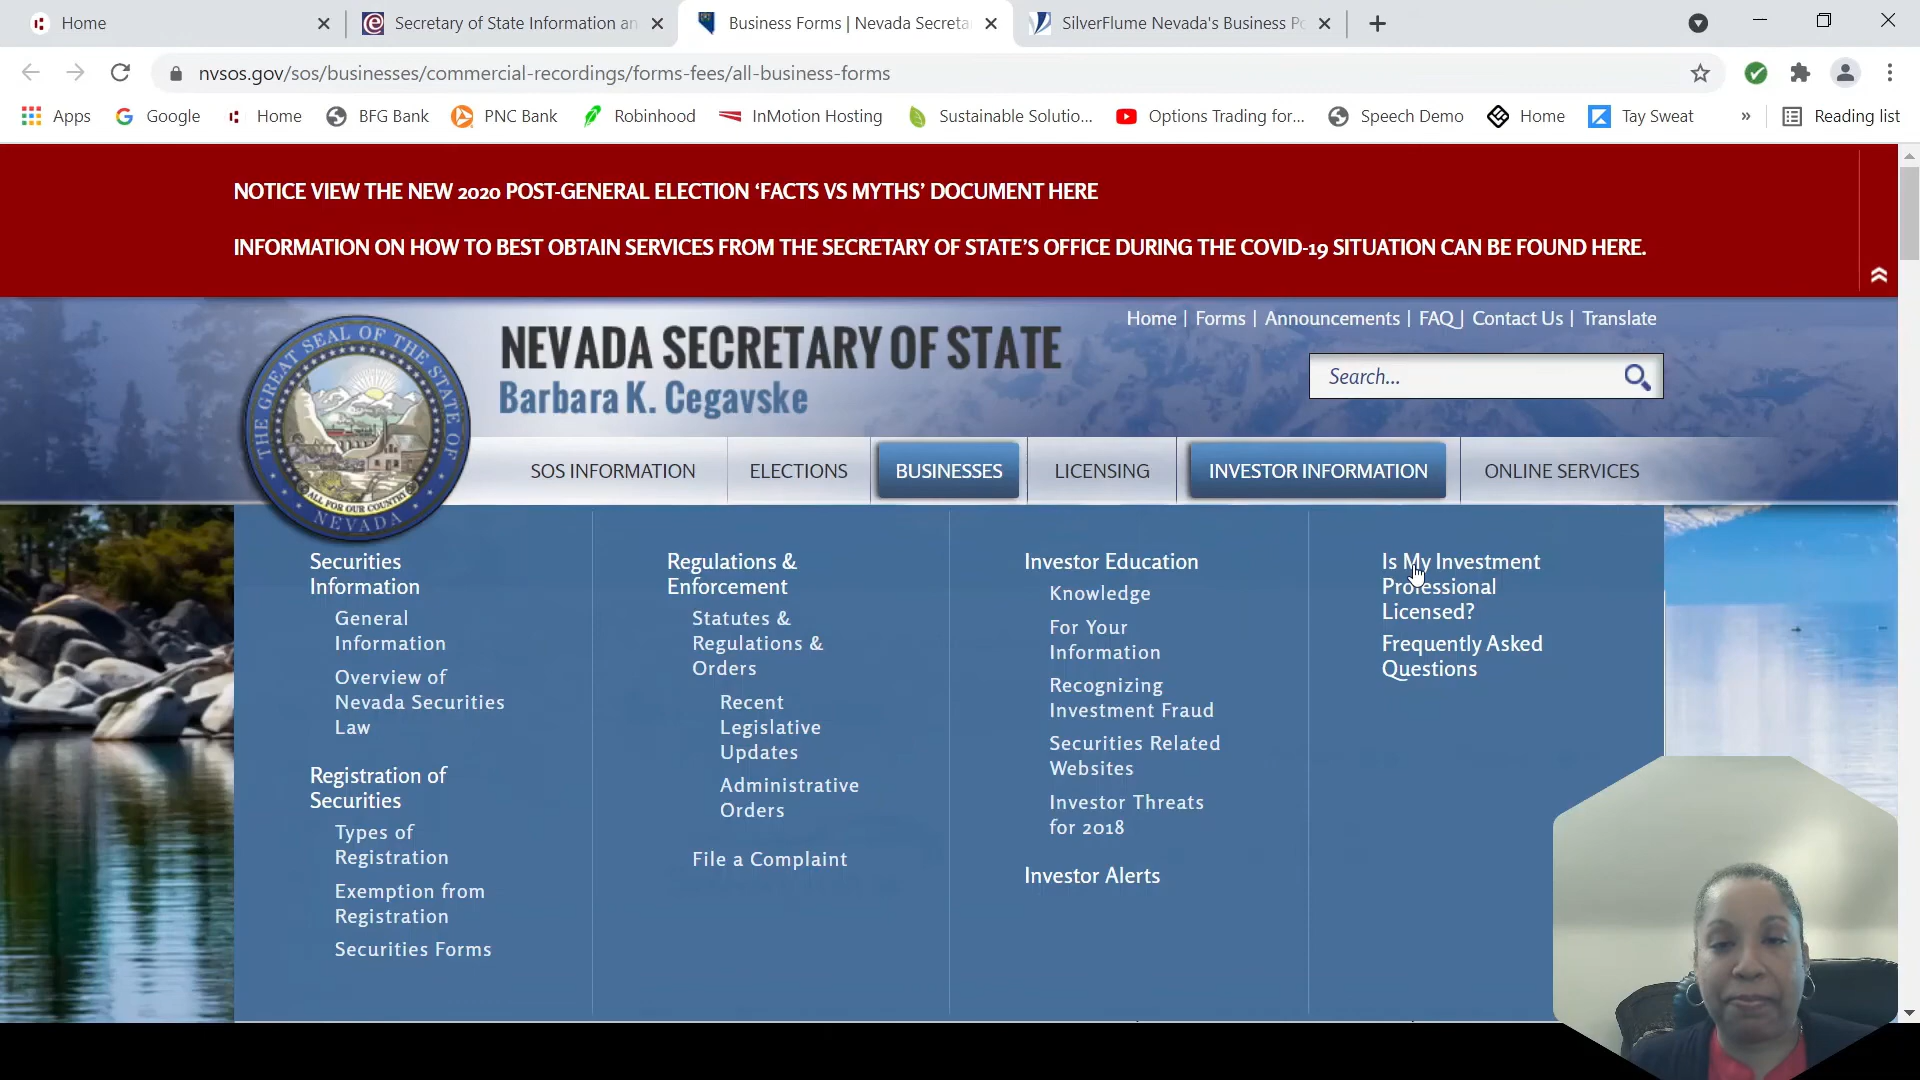 Home
Secretary of State Information an
Business Forms | Nevada Secreta
SilverFlume Nevada's Business Po
nvsos.gov/sos/businesses/commercial-recordings/forms-fees/all-business-forms
Apps
Google
Home
BFG Bank
PNC Bank
Robinhood
InMotion Hosting
Sustainable Solutio...
Options Trading for...
Speech Demo
Home
Tay Sweat
»
Reading list
NOTICE VIEW THE NEW 2020 POST-GENERAL ELECTION ‘FACTS VS MYTHS’ DOCUMENT HERE
INFORMATION ON HOW TO BEST OBTAIN SERVICES FROM THE SECRETARY OF STATE’S OFFICE DURING THE COVID-19 SITUATION CAN BE FOUND HERE.
Home | Forms | Announcements | FAQ | Contact Us | Translate
THE GREAT SEAL OF THE STATE OF
NEVADA
ALL FOR OUR COUNTRY
NEVADA SECRETARY OF STATE
Barbara K. Cegavske
Search...
SOS INFORMATION
ELECTIONS
BUSINESSES
LICENSING
INVESTOR INFORMATION
ONLINE SERVICES
Securities
Information
General
Information
Overview of
Nevada Securities
Law
Registration of
Securities
Types of
Registration
Exemption from
Registration
Securities Forms
Regulations &
Enforcement
Statutes &
Regulations &
Orders
Recent
Legislative
Updates
Administrative
Orders
File a Complaint
Investor Education
Knowledge
For Your
Information
Recognizing
Investment Fraud
Securities Related
Websites
Investor Threats
for 2018
Investor Alerts
Is My Investment
Professional
Licensed?
Frequently Asked
Questions